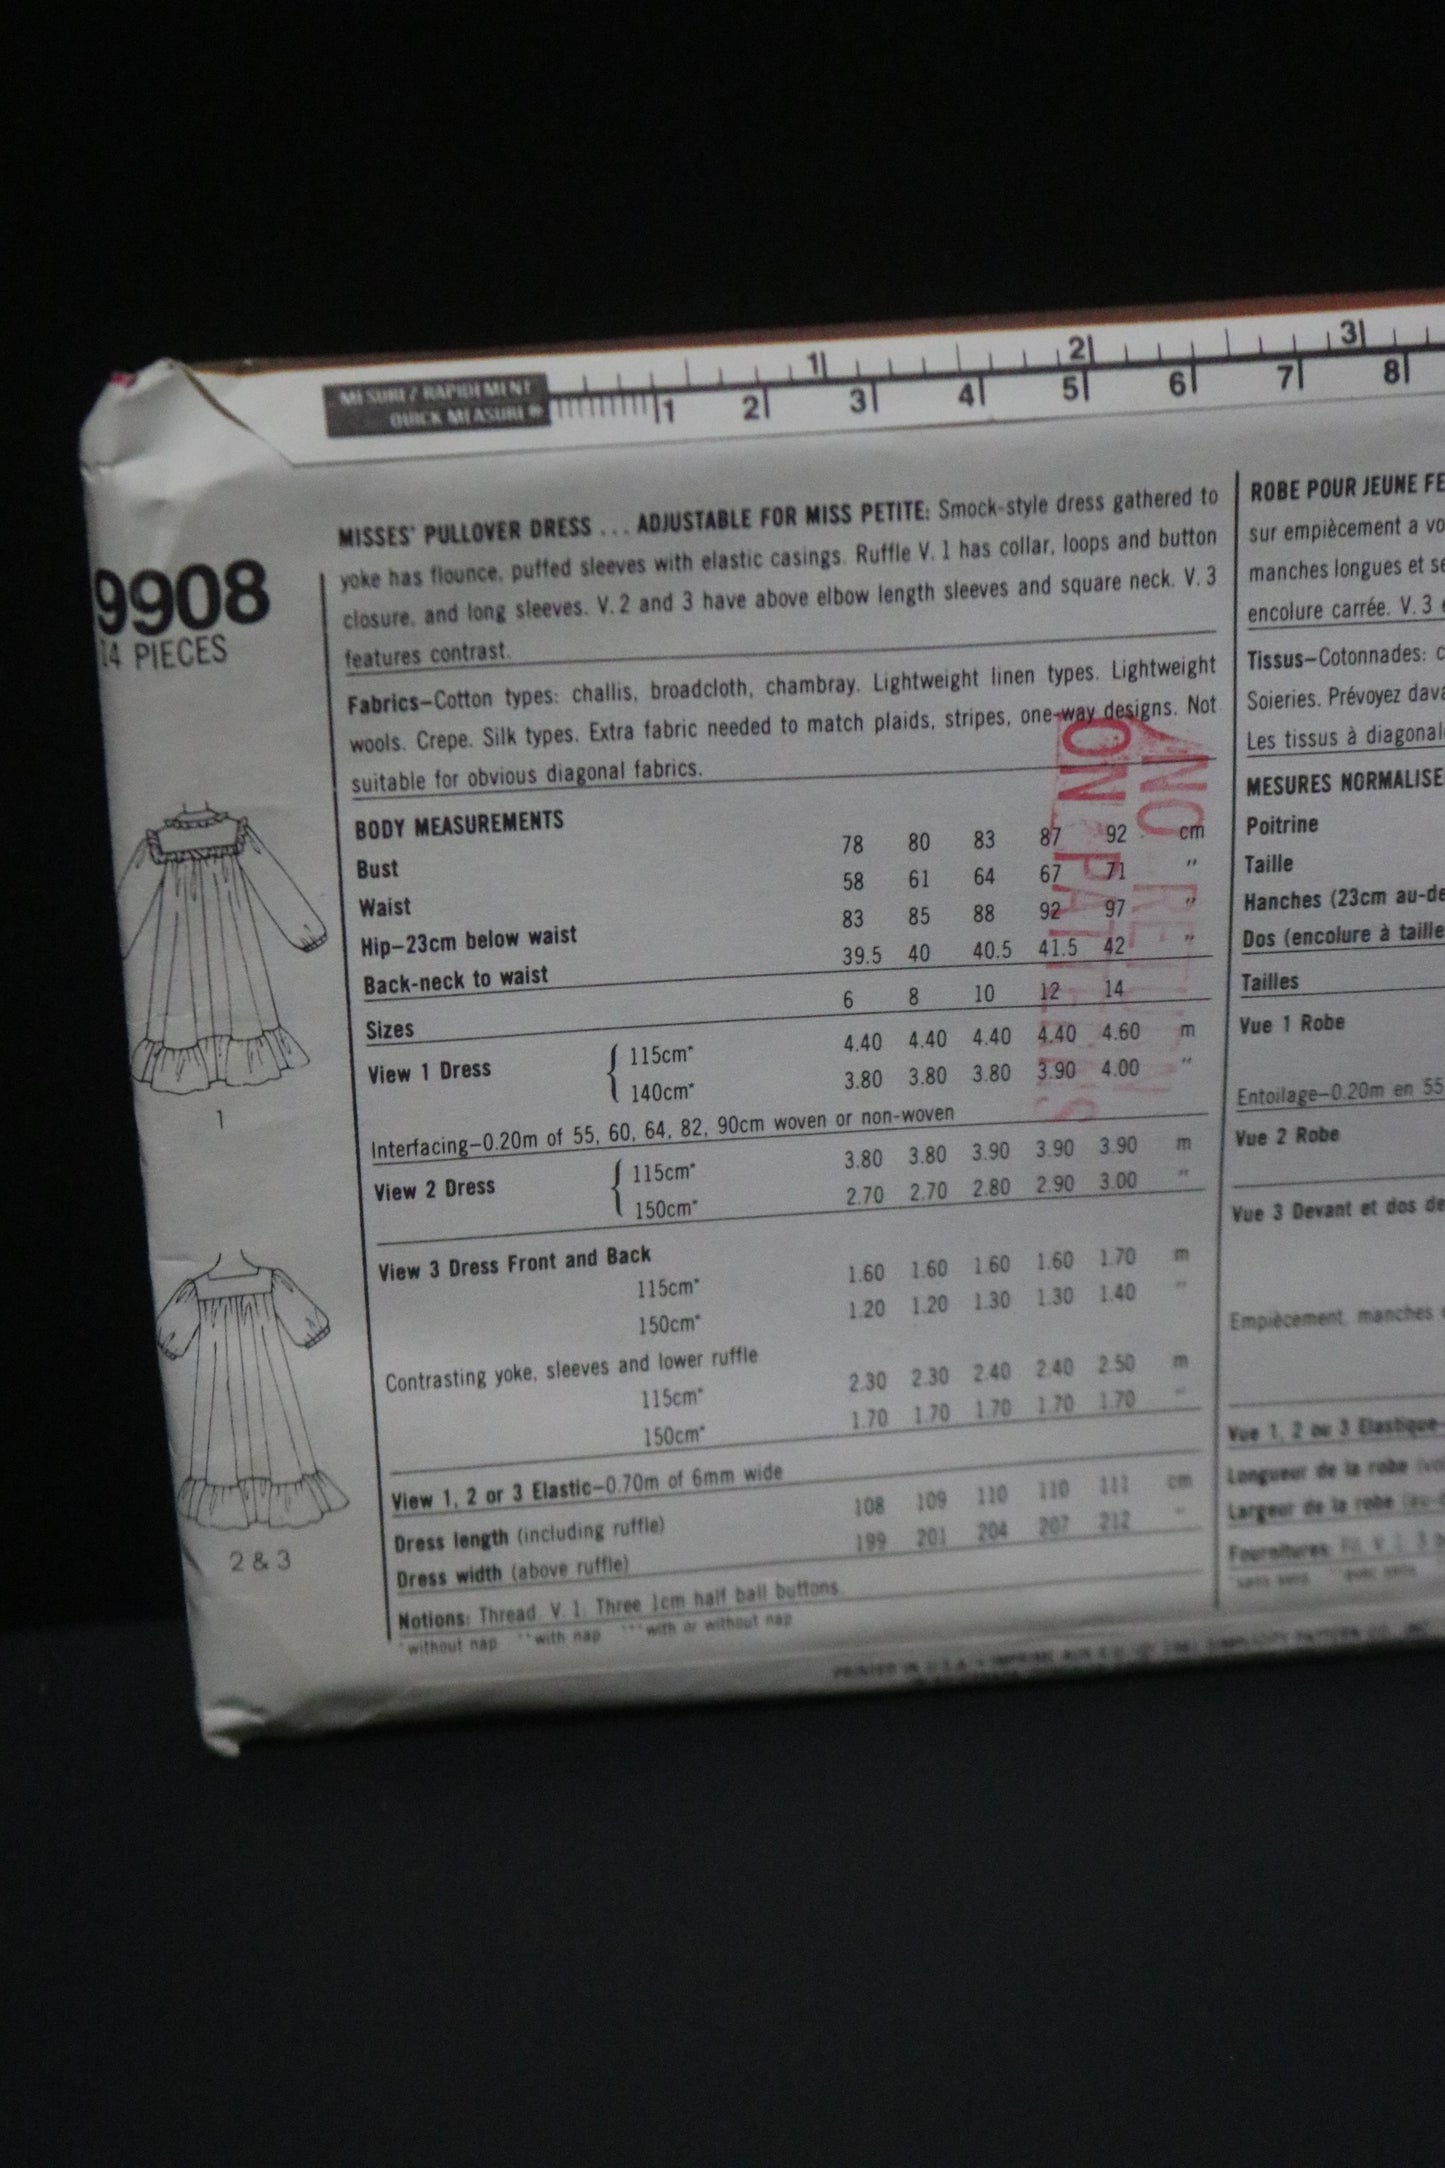 MESUREZ RAPIDEMENT
QUICK MEASURE®
1 2 3
1 2 3 4 5 6 7 8
9908
14 PIECES
1
2 & 3
MISSES' PULLOVER DRESS ... ADJUSTABLE FOR MISS PETITE: Smock-style dress gathered to
yoke has flounce, puffed sleeves with elastic casings. Ruffle V. 1 has collar, loops and button
closure, and long sleeves. V. 2 and 3 have above elbow length sleeves and square neck. V. 3
features contrast.
Fabrics–Cotton types: challis, broadcloth, chambray. Lightweight linen types. Lightweight
wools. Crepe. Silk types. Extra fabric needed to match plaids, stripes, one-way designs. Not
suitable for obvious diagonal fabrics.
BODY MEASUREMENTS
Bust 78 80 83 87 92 cm
Waist 58 61 64 67 71 "
Hip–23cm below waist 83 85 88 92 97 "
Back-neck to waist 39.5 40 40.5 41.5 42 "
Sizes 6 8 10 12 14
View 1 Dress { 115cm* 4.40 4.40 4.40 4.40 4.60 m
140cm* 3.80 3.80 3.80 3.90 4.00 "
Interfacing–0.20m of 55, 60, 64, 82, 90cm woven or non-woven
View 2 Dress { 115cm* 3.80 3.80 3.90 3.90 3.90 m
150cm* 2.70 2.70 2.80 2.90 3.00 "
View 3 Dress Front and Back
115cm* 1.60 1.60 1.60 1.60 1.70 m
150cm* 1.20 1.20 1.30 1.30 1.40 "
Contrasting yoke, sleeves and lower ruffle
115cm* 2.30 2.30 2.40 2.40 2.50 m
150cm* 1.70 1.70 1.70 1.70 1.70 "
View 1, 2 or 3 Elastic–0.70m of 6mm wide
Dress length (including ruffle) 108 109 110 110 111 cm
Dress width (above ruffle) 199 201 204 207 212 "
Notions: Thread. V. 1: Three 1cm half ball buttons.
*without nap **with nap ***with or without nap
NO
ON PATTERNS
ROBE POUR JEUNE FE
sur empiècement a vo
manches longues et se
encolure carrée. V. 3
Tissus–Cotonnades: c
Soieries. Prévoyez dava
Les tissus à diagonal
MESURES NORMALISE
Poitrine
Taille
Hanches (23cm au-de
Dos (encolure à taille
Tailles
Vue 1 Robe
Entoilage–0.20m en 55
Vue 2 Robe
Vue 3 Devant et dos de
Empiècement, manches
Vue 1, 2 ou 3 Elastique–
Longueur de la robe
Largeur de la robe
Fournitures:
PRINTED IN U.S.A.